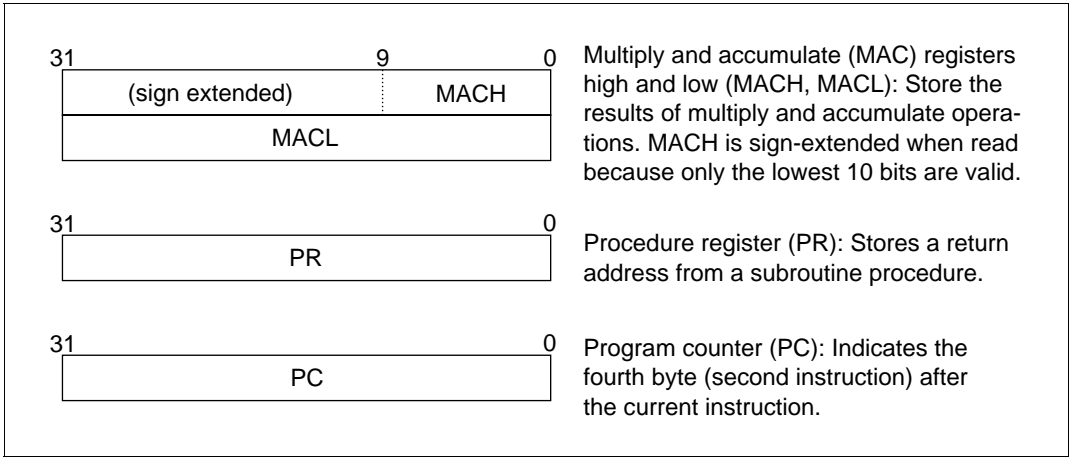 31 9 0
(sign extended) MACH
MACL
Multiply and accumulate (MAC) registers
high and low (MACH, MACL): Store the
results of multiply and accumulate opera-
tions. MACH is sign-extended when read
because only the lowest 10 bits are valid.
31 0
PR
Procedure register (PR): Stores a return
address from a subroutine procedure.
31 0
PC
Program counter (PC): Indicates the
fourth byte (second instruction) after
the current instruction.